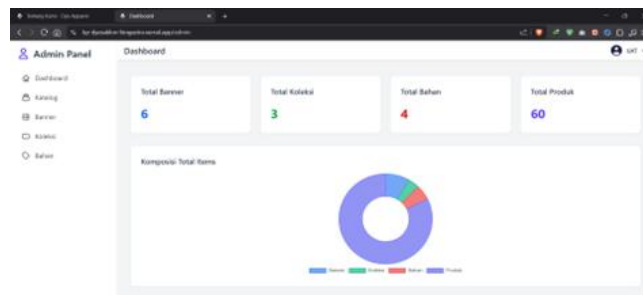 Dashboard
Admin Panel
Dashboard
Dashboard
Katalog
Banner
Koleksi
Bahan
Total Banner
6
Total Koleksi
3
Total Bahan
4
Total Produk
60
Komposisi Total Items
Banner
Koleksi
Bahan
Produk